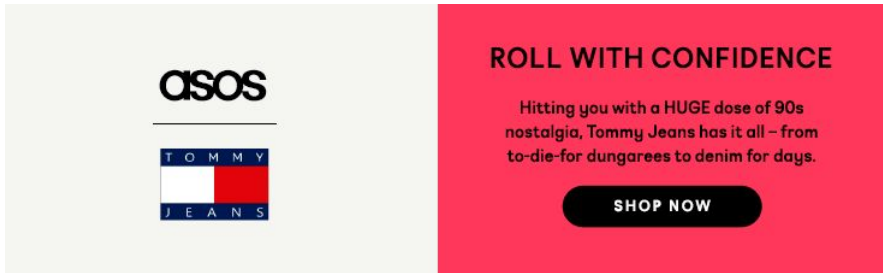 asos
TOMMY
JEANS
ROLL WITH CONFIDENCE
Hitting you with a HUGE dose of 90s
nostalgia, Tommy Jeans has it all – from
to-die-for dungarees to denim for days.
SHOP NOW